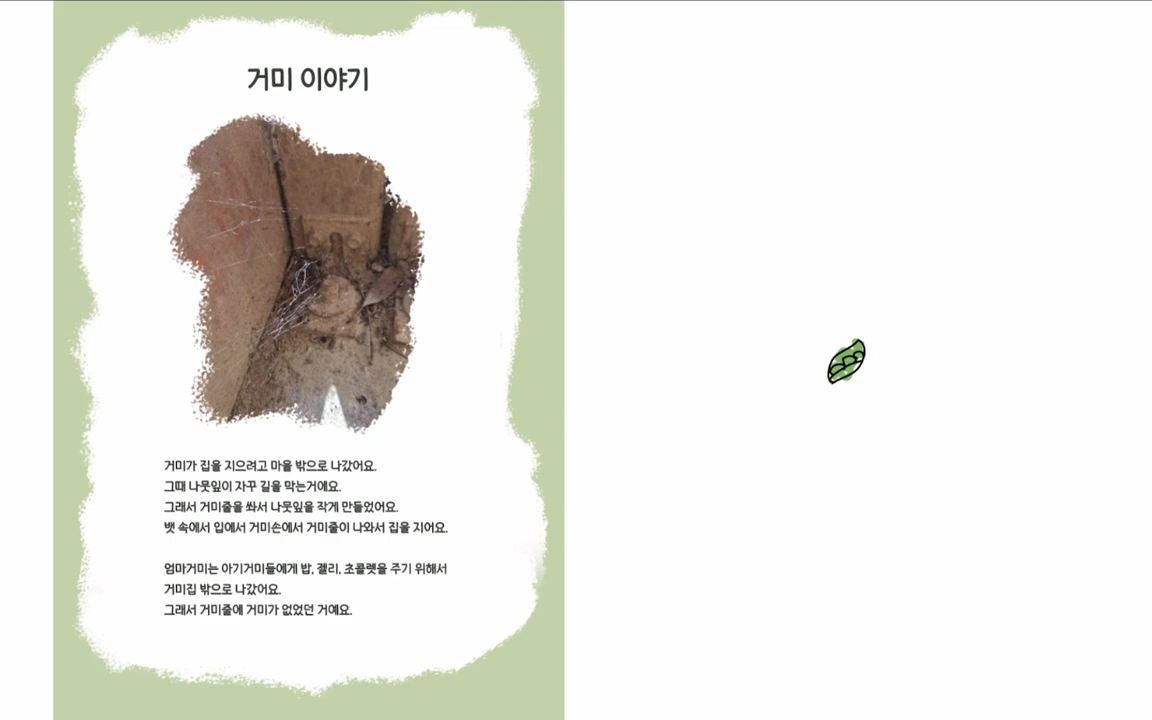 거미 이야기
거미가 집을 지으려고 마을 밖으로 나갔어요.
그때 나뭇잎이 자꾸 길을 막는거예요.
그래서 거미줄을 쏴서 나뭇잎을 작게 만들었어요.
뱃 속에서 입에서 거미손에서 거미줄이 나와서 집을 지어요.
엄마거미는 아기거미들에게 밥, 젤리, 초콜렛을 주기 위해서
거미집 밖으로 나갔어요.
그래서 거미줄에 거미가 없었던 거예요.